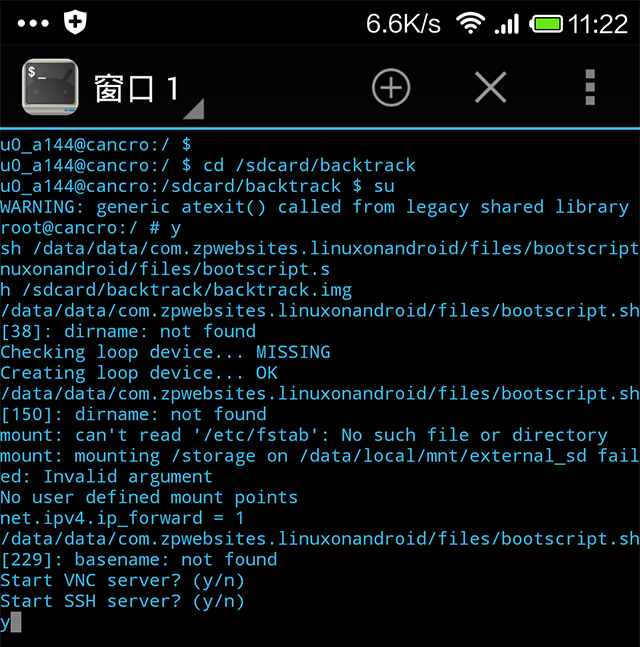 6.6K/s 11:22
$_
窗口 1
u0_a144@cancro:/ $
u0_a144@cancro:/ $ cd /sdcard/backtrack
u0_a144@cancro:/sdcard/backtrack $ su
WARNING: generic atexit() called from legacy shared library
root@cancro:/ # y
sh /data/data/com.zpwebsites.linuxonandroid/files/bootscript
nuxonandroid/files/bootscript.s
h /sdcard/backtrack/backtrack.img
/data/data/com.zpwebsites.linuxonandroid/files/bootscript.sh
[38]: dirname: not found
Checking loop device... MISSING
Creating loop device... OK
/data/data/com.zpwebsites.linuxonandroid/files/bootscript.sh
[150]: dirname: not found
mount: can't read '/etc/fstab': No such file or directory
mount: mounting /storage on /data/local/mnt/external_sd fail
ed: Invalid argument
No user defined mount points
net.ipv4.ip_forward = 1
/data/data/com.zpwebsites.linuxonandroid/files/bootscript.sh
[229]: basename: not found
Start VNC server? (y/n)
Start SSH server? (y/n)
y